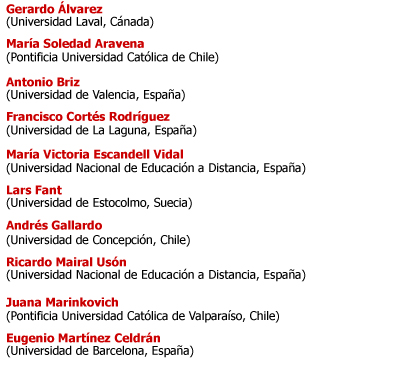 Gerardo Álvarez
(Universidad Laval, Cánada)
María Soledad Aravena
(Pontificia Universidad Católica de Chile)
Antonio Briz
(Universidad de Valencia, España)
Francisco Cortés Rodríguez
(Universidad de La Laguna, España)
María Victoria Escandell Vidal
(Universidad Nacional de Educación a Distancia, España)
Lars Fant
(Universidad de Estocolmo, Suecia)
Andrés Gallardo
(Universidad de Concepción, Chile)
Ricardo Mairal Usón
(Universidad Nacional de Educación a Distancia, España)
Juana Marinkovich
(Pontificia Universidad Católica de Valparaíso, Chile)
Eugenio Martínez Celdrán
(Universidad de Barcelona, España)